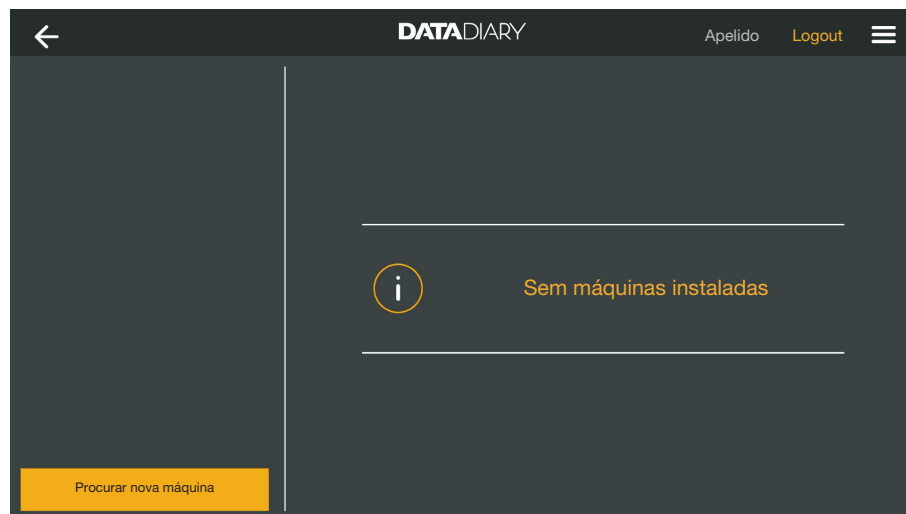 DATADIARY
Apelido
Logout
i
Sem máquinas instaladas
Procurar nova máquina